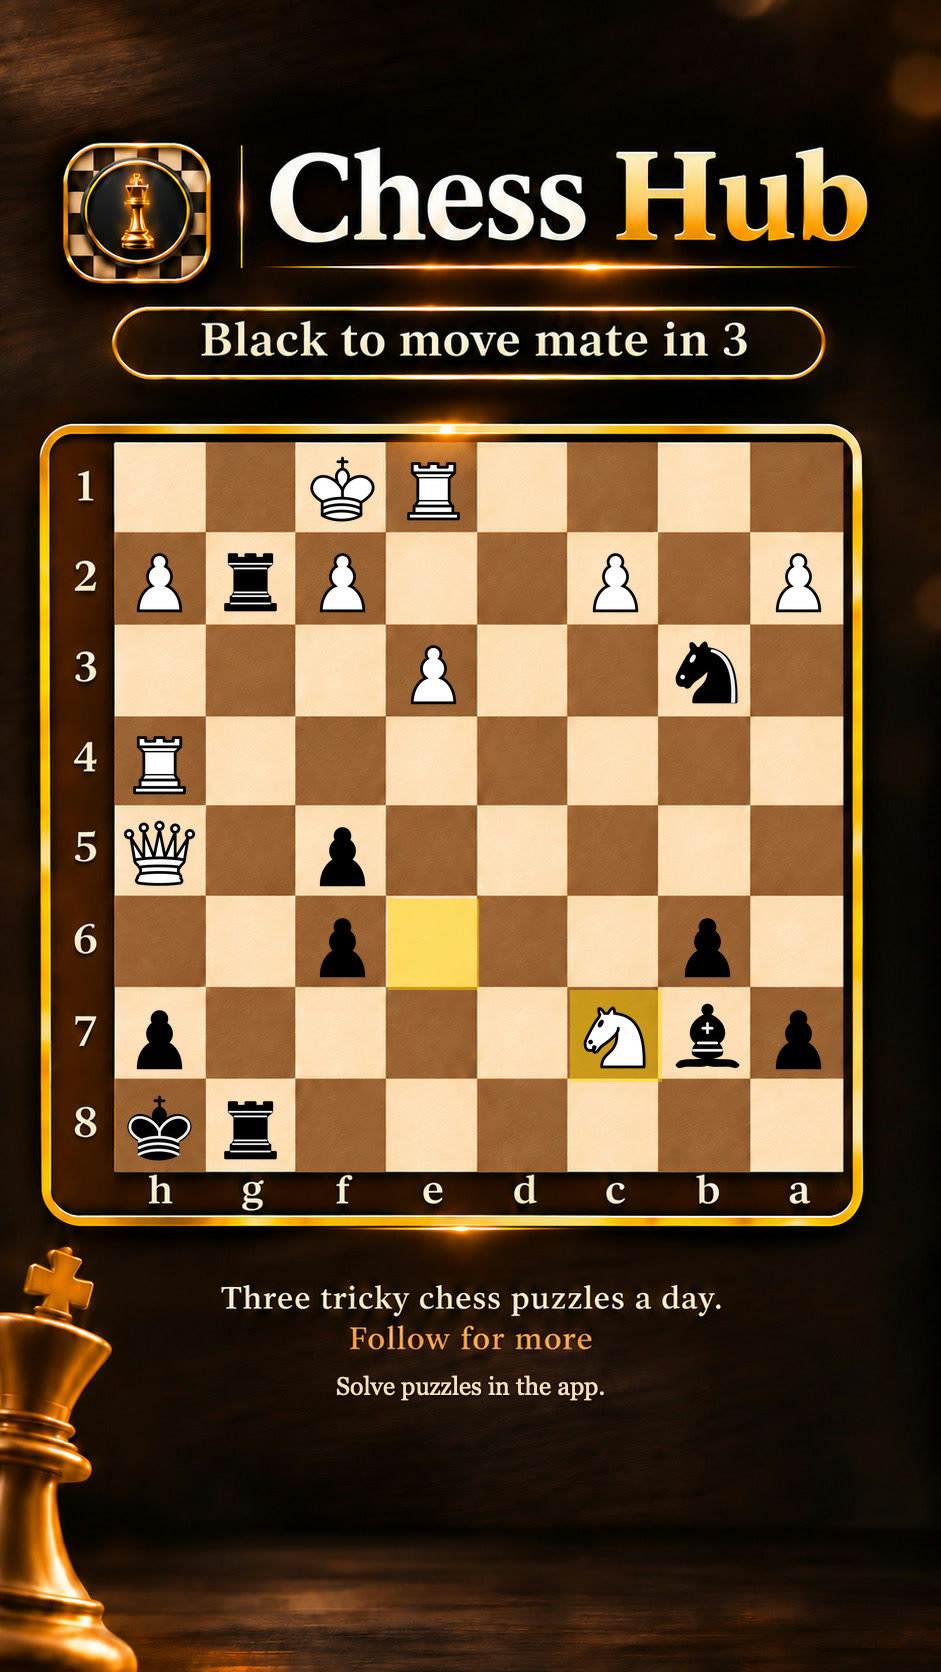 Chess Hub
Black to move mate in 3
1
2
3
4
5
6
7
8
h g f e d c b a
Three tricky chess puzzles a day.
Follow for more
Solve puzzles in the app.